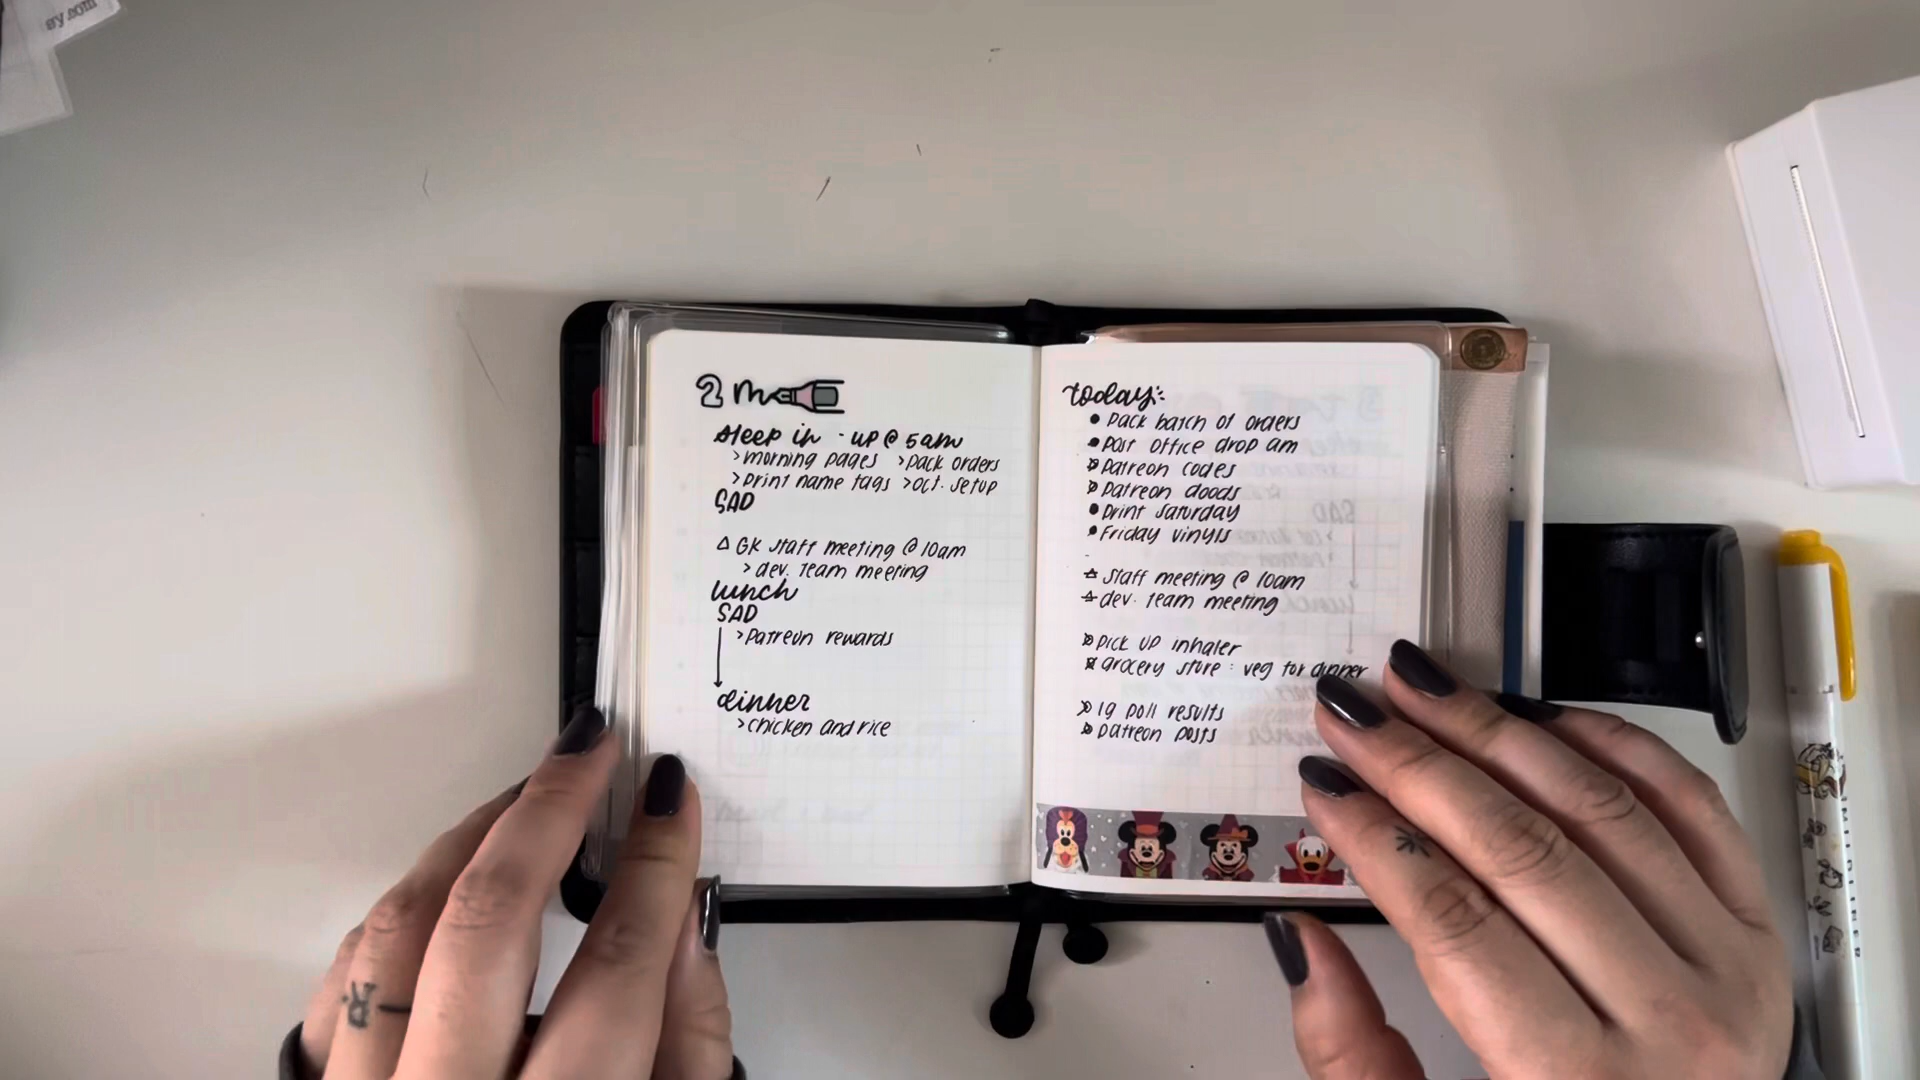 2 m
sleep in - up @ 5am
> morning pages > pack orders
> print name tags > oct. setup
SAD
△ GK staff meeting @ 10am
> dev. team meeting
lunch
SAD
> Patreon rewards
dinner
> chicken and rice
today:
• Pack batch of orders
• Post office drop am
Patreon codes
Patreon doods
• Print Saturday
• Friday vinyls
-
△ staff meeting @ 10am
△ dev. team meeting
pick up inhaler
grocery store : veg for dinner
ig poll results
patreon posts
MILDLINER